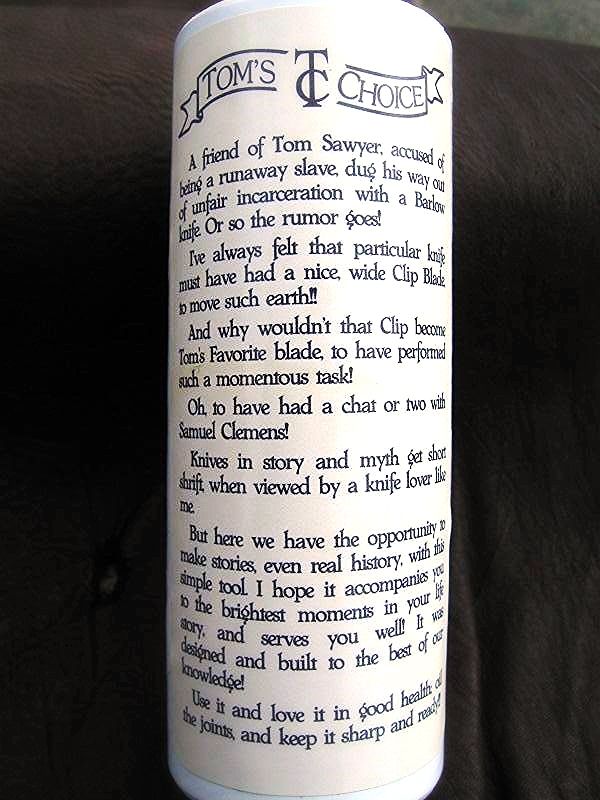 TOM'S TC CHOICE
A friend of Tom Sawyer, accused of
being a runaway slave, dug his way out
of unfair incarceration with a Barlow
knife. Or so the rumor goes!
I've always felt that particular knife
must have had a nice, wide Clip Blade
to move such earth!!
And why wouldn't that Clip become
Tom's Favorite blade, to have performed
such a momentous task!
Oh, to have had a chat or two with
Samuel Clemens!
Knives in story and myth get short
shrift, when viewed by a knife lover like
me.
But here we have the opportunity to
make stories, even real history, with this
simple tool. I hope it accompanies you
to the brightest moments in your life
story, and serves you well! It was
designed and built to the best of our
knowledge!
Use it and love it in good health; oil
the joints, and keep it sharp and ready!!